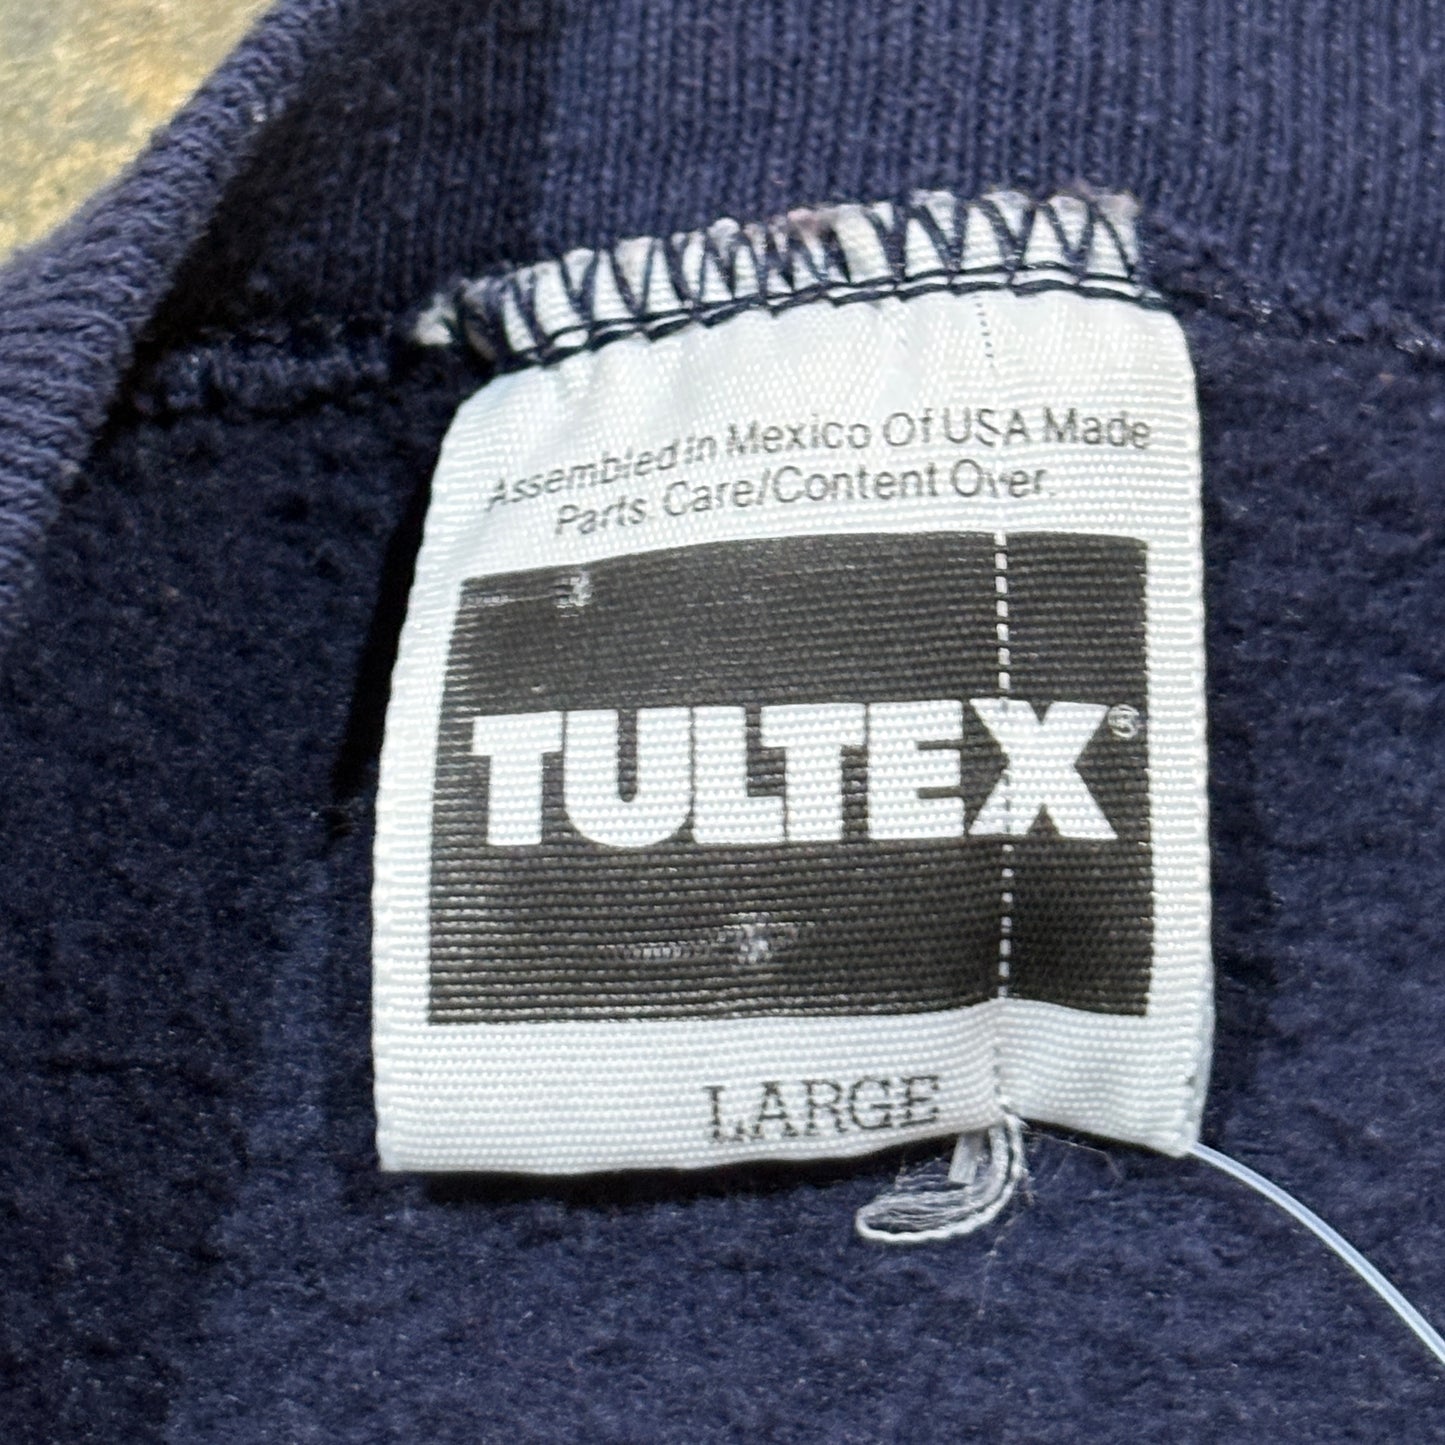 Assembled in Mexico Of USA Made
Parts. Care/Content Over.
TULTEX®
LARGE